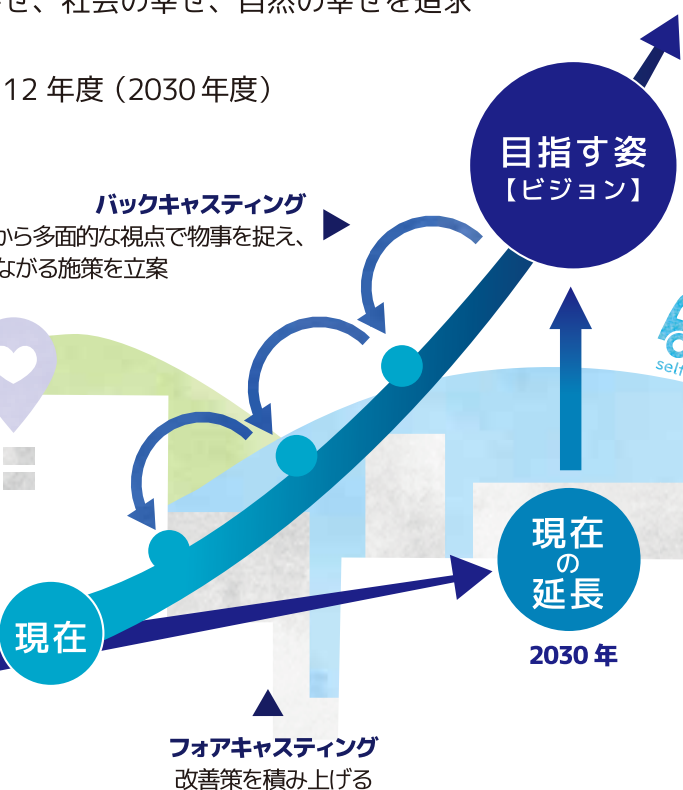 せ、社会の幸せ、自然の幸せを追求
12 年度（2030 年度）
目指す姿
【ビジョン】
バックキャスティング
から多面的な視点で物事を捉え、
ながる施策を立案
self
現在
の
延長
現在
2030 年
フォアキャスティング
改善策を積み上げる